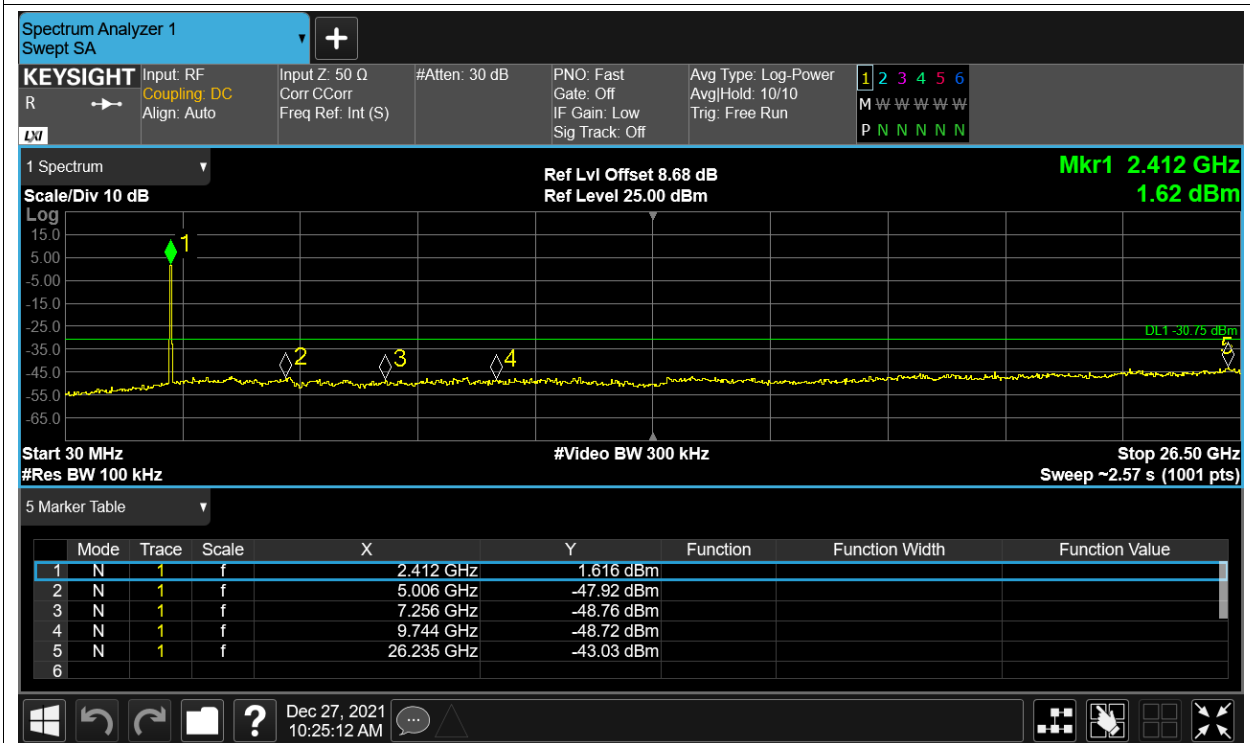 Spectrum Analyzer 1
Swept SA
KEYSIGHT Input: RF Input Z: 50 Ω #Atten: 30 dB PNO: Fast Avg Type: Log-Power 1 2 3 4 5 6
R Coupling: DC Corr CCorr Gate: Off Avg|Hold: 10/10 M W W W W W
Align: Auto Freq Ref: Int (S) IF Gain: Low Trig: Free Run
LXI Sig Track: Off P N N N N N
1 Spectrum Ref Lvl Offset 8.68 dB Mkr1 2.412 GHz
Scale/Div 10 dB Ref Level 25.00 dBm 1.62 dBm
Log
15.0
1
5.00
-5.00
-15.0
-25.0
DL1 -30.75 dBm
-35.0
2 3 4 5
-45.0
-55.0
-65.0
Start 30 MHz #Video BW 300 kHz Stop 26.50 GHz
#Res BW 100 kHz Sweep ~2.57 s (1001 pts)
5 Marker Table
Mode Trace Scale X Y Function Function Width Function Value
1 N 1 f 2.412 GHz 1.616 dBm
2 N 1 f 5.006 GHz -47.92 dBm
3 N 1 f 7.256 GHz -48.76 dBm
4 N 1 f 9.744 GHz -48.72 dBm
5 N 1 f 26.235 GHz -43.03 dBm
6
? Dec 27, 2021
10:25:12 AM